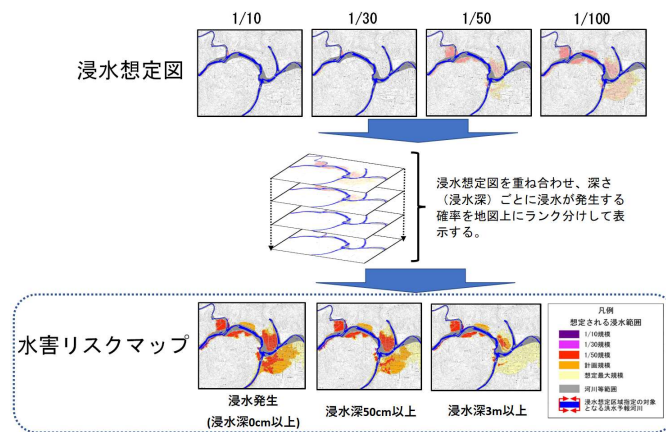 1/10
1/30
1/50
1/100
浸水想定図
浸水想定図を重ね合わせ、深さ
（浸水深）ごとに浸水が発生する
確率を地図上にランク分けして表
示する。
水害リスクマップ
浸水発生
(浸水深0cm以上)
浸水深50cm以上
浸水深3m以上
凡例
想定される浸水範囲
1/10規模
1/30規模
1/50規模
計画規模
想定最大規模
河川等範囲
浸水想定区域指定の対象
となる洪水予報河川